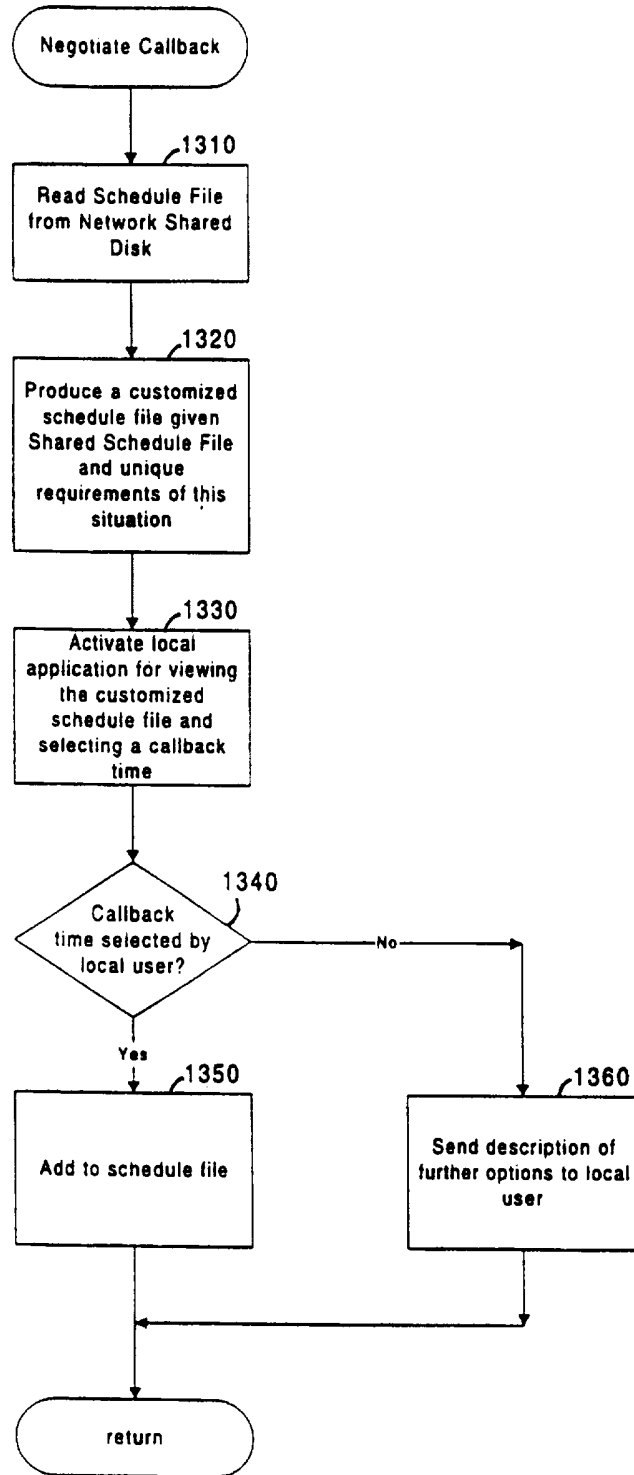 Negotiate Callback
1310
Read Schedule File
from Network Shared
Disk
1320
Produce a customized
schedule file given
Shared Schedule File
and unique
requirements of this
situation
1330
Activate local
application for viewing
the customized
schedule file and
selecting a callback
time
1340
Callback
time selected by
local user?
No
Yes
1350
Add to schedule file
1360
Send description of
further options to local
user
return